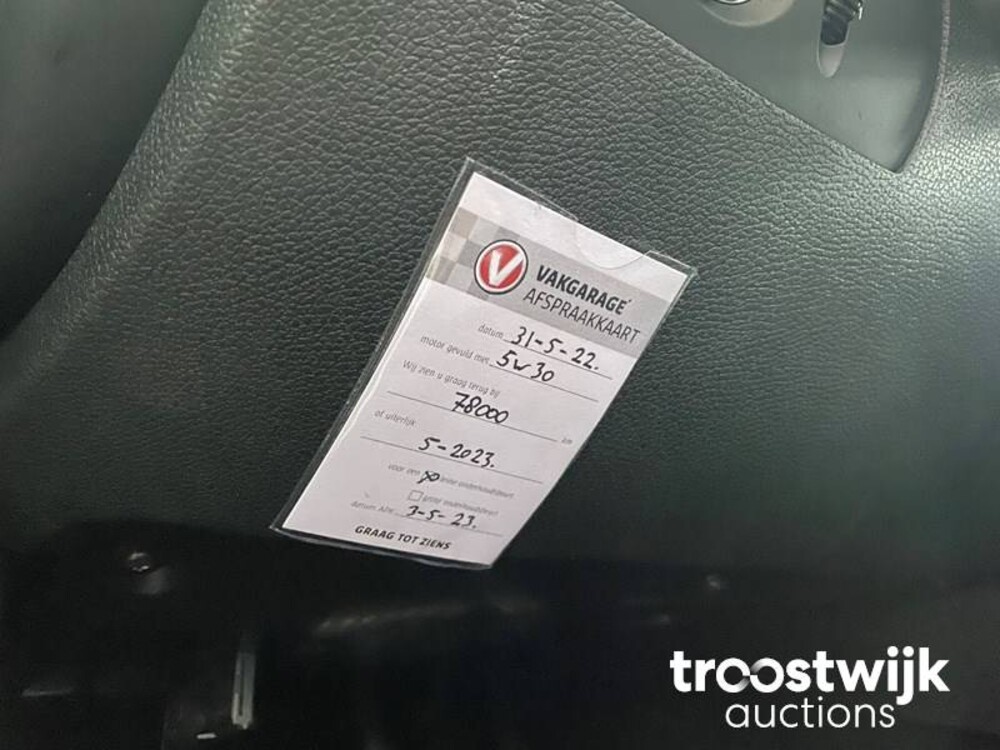 V VAKGARAGE
AFSPRAAKKAART
datum 31-5-22.
motor gevuld met 5w30
Wij zien u graag terug bij
78000 km
of uiterlijk
5-2023.
voor een kleine onderhoudsbeurt
grote onderhoudsbeurt
datum APK 3-5-23.
GRAAG TOT ZIENS
troostwijk
auctions